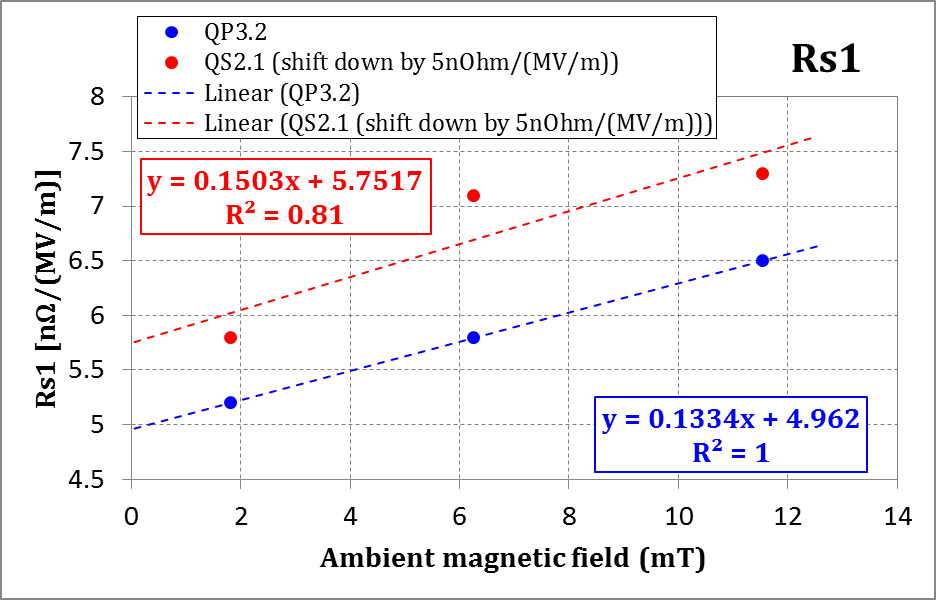 QP3.2
QS2.1 (shift down by 5nOhm/(MV/m))
Linear (QP3.2)
Linear (QS2.1 (shift down by 5nOhm/(MV/m)))
Rs1
y = 0.1503x + 5.7517
R² = 0.81
y = 0.1334x + 4.962
R² = 1
Rs1 [nΩ/(MV/m)]
8
7.5
7
6.5
6
5.5
5
4.5
0 2 4 6 8 10 12 14
Ambient magnetic field (mT)